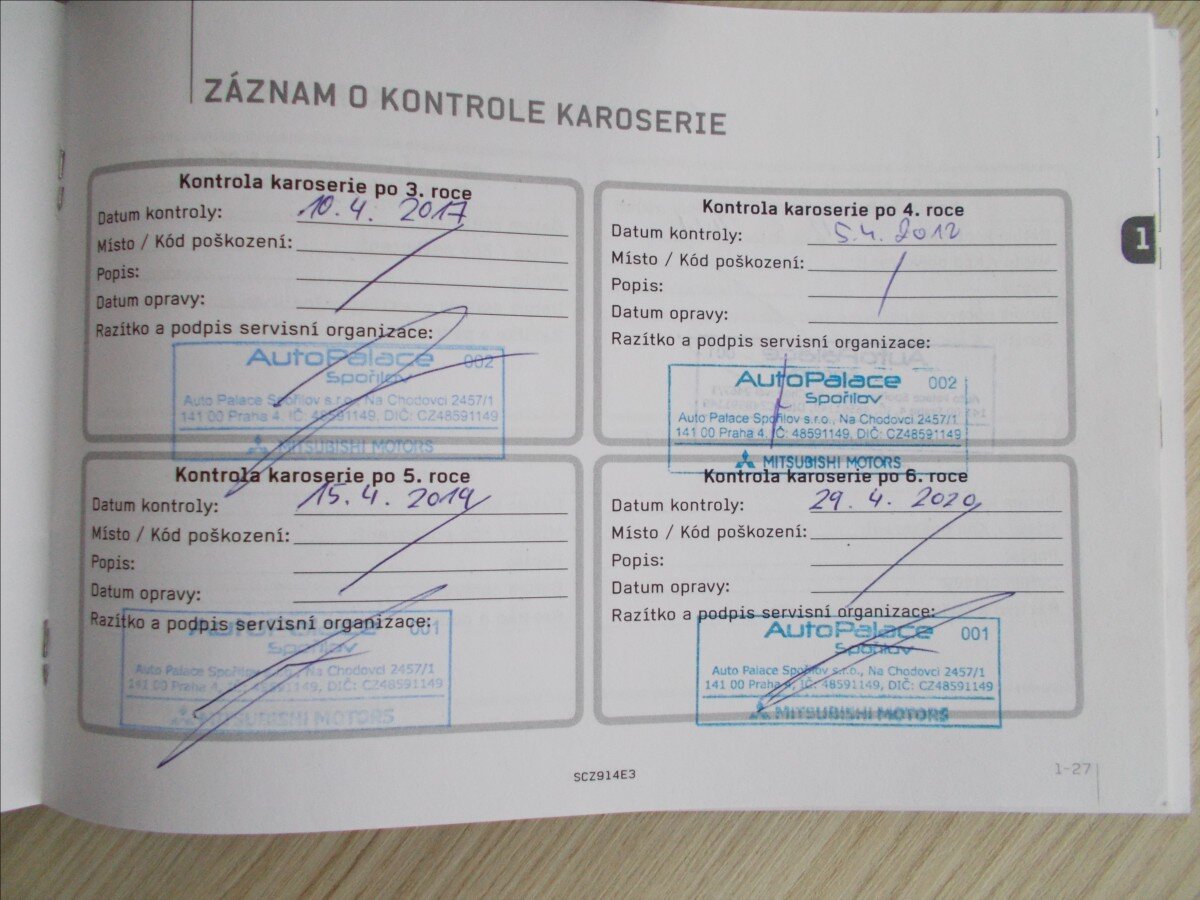 ZÁZNAM O KONTROLE KAROSERIE
Kontrola karoserie po 3. roce
Datum kontroly: 10. 4. 2017
Místo / Kód poškození:
Popis:
Datum opravy:
Razítko a podpis servisní organizace:
AutoPalace 002
Spořilov
Auto Palace Spořilov s.r.o., Na Chodovci 2457/1
141 00 Praha 4, IČ: 48591149, DIČ: CZ48591149
MITSUBISHI MOTORS
Kontrola karoserie po 4. roce
Datum kontroly: 5.4. 2012
Místo / Kód poškození:
Popis:
Datum opravy:
Razítko a podpis servisní organizace:
AutoPalace 002
Spořilov
Auto Palace Spořilov s.r.o., Na Chodovci 2457/1
141 00 Praha 4, IČ: 48591149, DIČ: CZ48591149
MITSUBISHI MOTORS
1
Kontrola karoserie po 5. roce
Datum kontroly: 15. 4. 2019
Místo / Kód poškození:
Popis:
Datum opravy:
Razítko a podpis servisní organizace:
AutoPalace 001
Spořilov
Auto Palace Spořilov s.r.o., Na Chodovci 2457/1
141 00 Praha 4, IČ: 48591149, DIČ: CZ48591149
MITSUBISHI MOTORS
Kontrola karoserie po 6. roce
Datum kontroly: 29. 4. 2020
Místo / Kód poškození:
Popis:
Datum opravy:
Razítko a podpis servisní organizace:
AutoPalace 001
Spořilov
Auto Palace Spořilov s.r.o., Na Chodovci 2457/1
141 00 Praha 4, IČ: 48591149, DIČ: CZ48591149
MITSUBISHI MOTORS
SCZ914E3
1-27